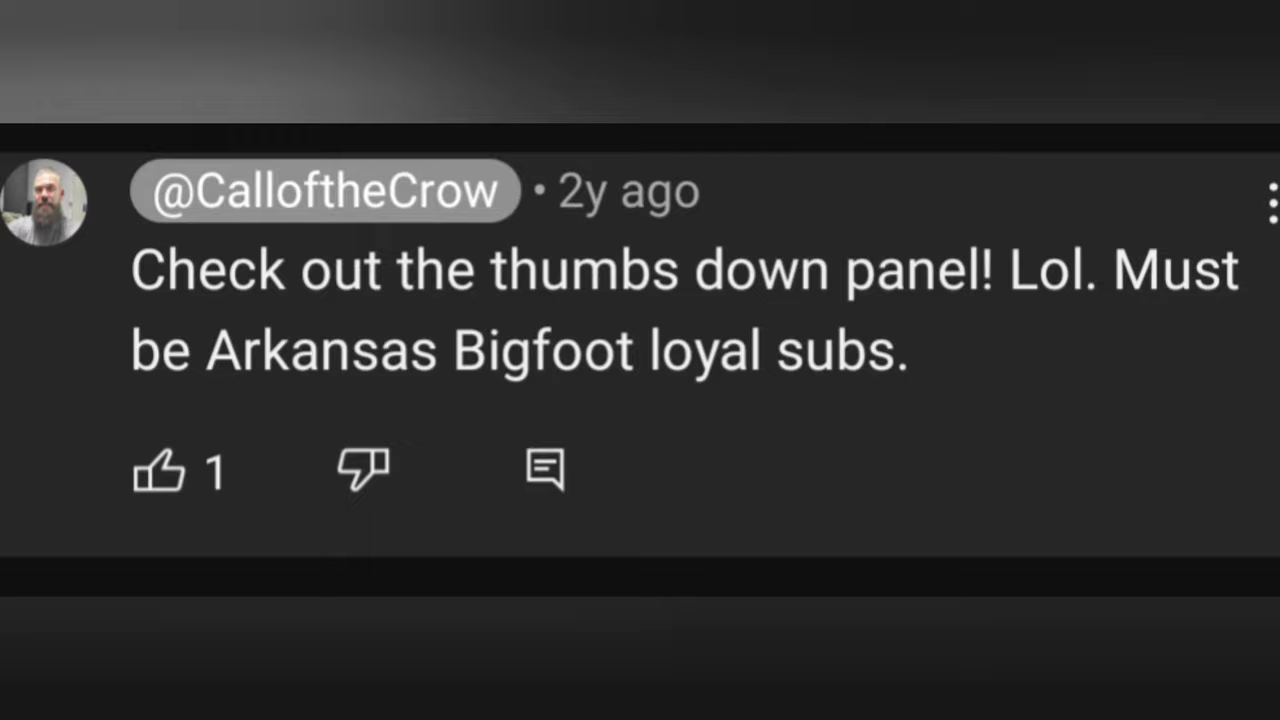 @CalloftheCrow • 2y ago
Check out the thumbs down panel! Lol. Must
be Arkansas Bigfoot loyal subs.
1